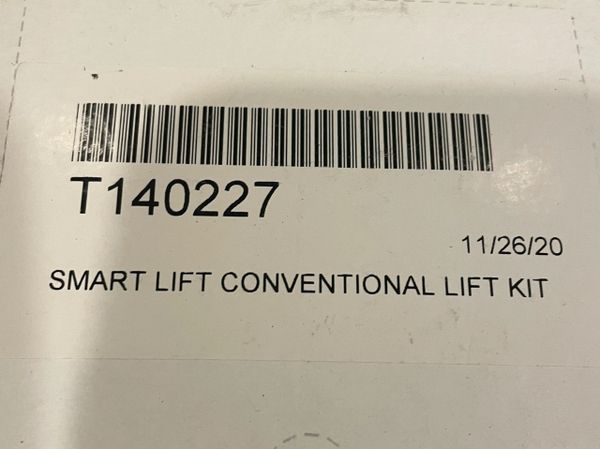 T140227
11/26/20
SMART LIFT CONVENTIONAL LIFT KIT